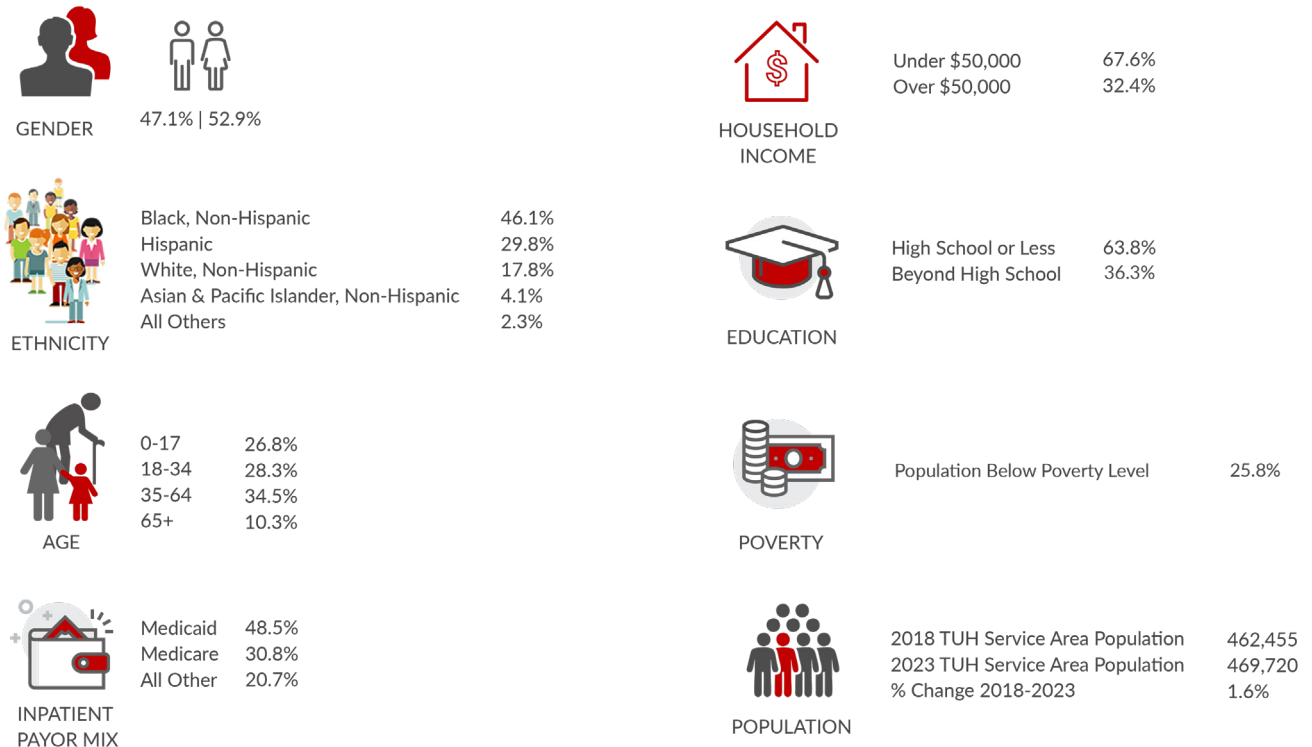 GENDER
47.1% | 52.9%
ETHNICITY
Black, Non-Hispanic 46.1%
Hispanic 29.8%
White, Non-Hispanic 17.8%
Asian & Pacific Islander, Non-Hispanic 4.1%
All Others 2.3%
AGE
0-17 26.8%
18-34 28.3%
35-64 34.5%
65+ 10.3%
INPATIENT
PAYOR MIX
Medicaid 48.5%
Medicare 30.8%
All Other 20.7%
$
HOUSEHOLD
INCOME
Under $50,000 67.6%
Over $50,000 32.4%
EDUCATION
High School or Less 63.8%
Beyond High School 36.3%
POVERTY
Population Below Poverty Level 25.8%
POPULATION
2018 TUH Service Area Population 462,455
2023 TUH Service Area Population 469,720
% Change 2018-2023 1.6%